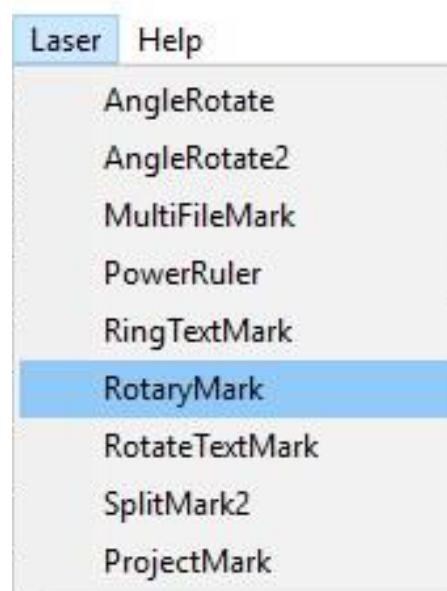 Laser Help
AngleRotate
AngleRotate2
MultiFileMark
PowerRuler
RingTextMark
RotaryMark
RotateTextMark
SplitMark2
ProjectMark